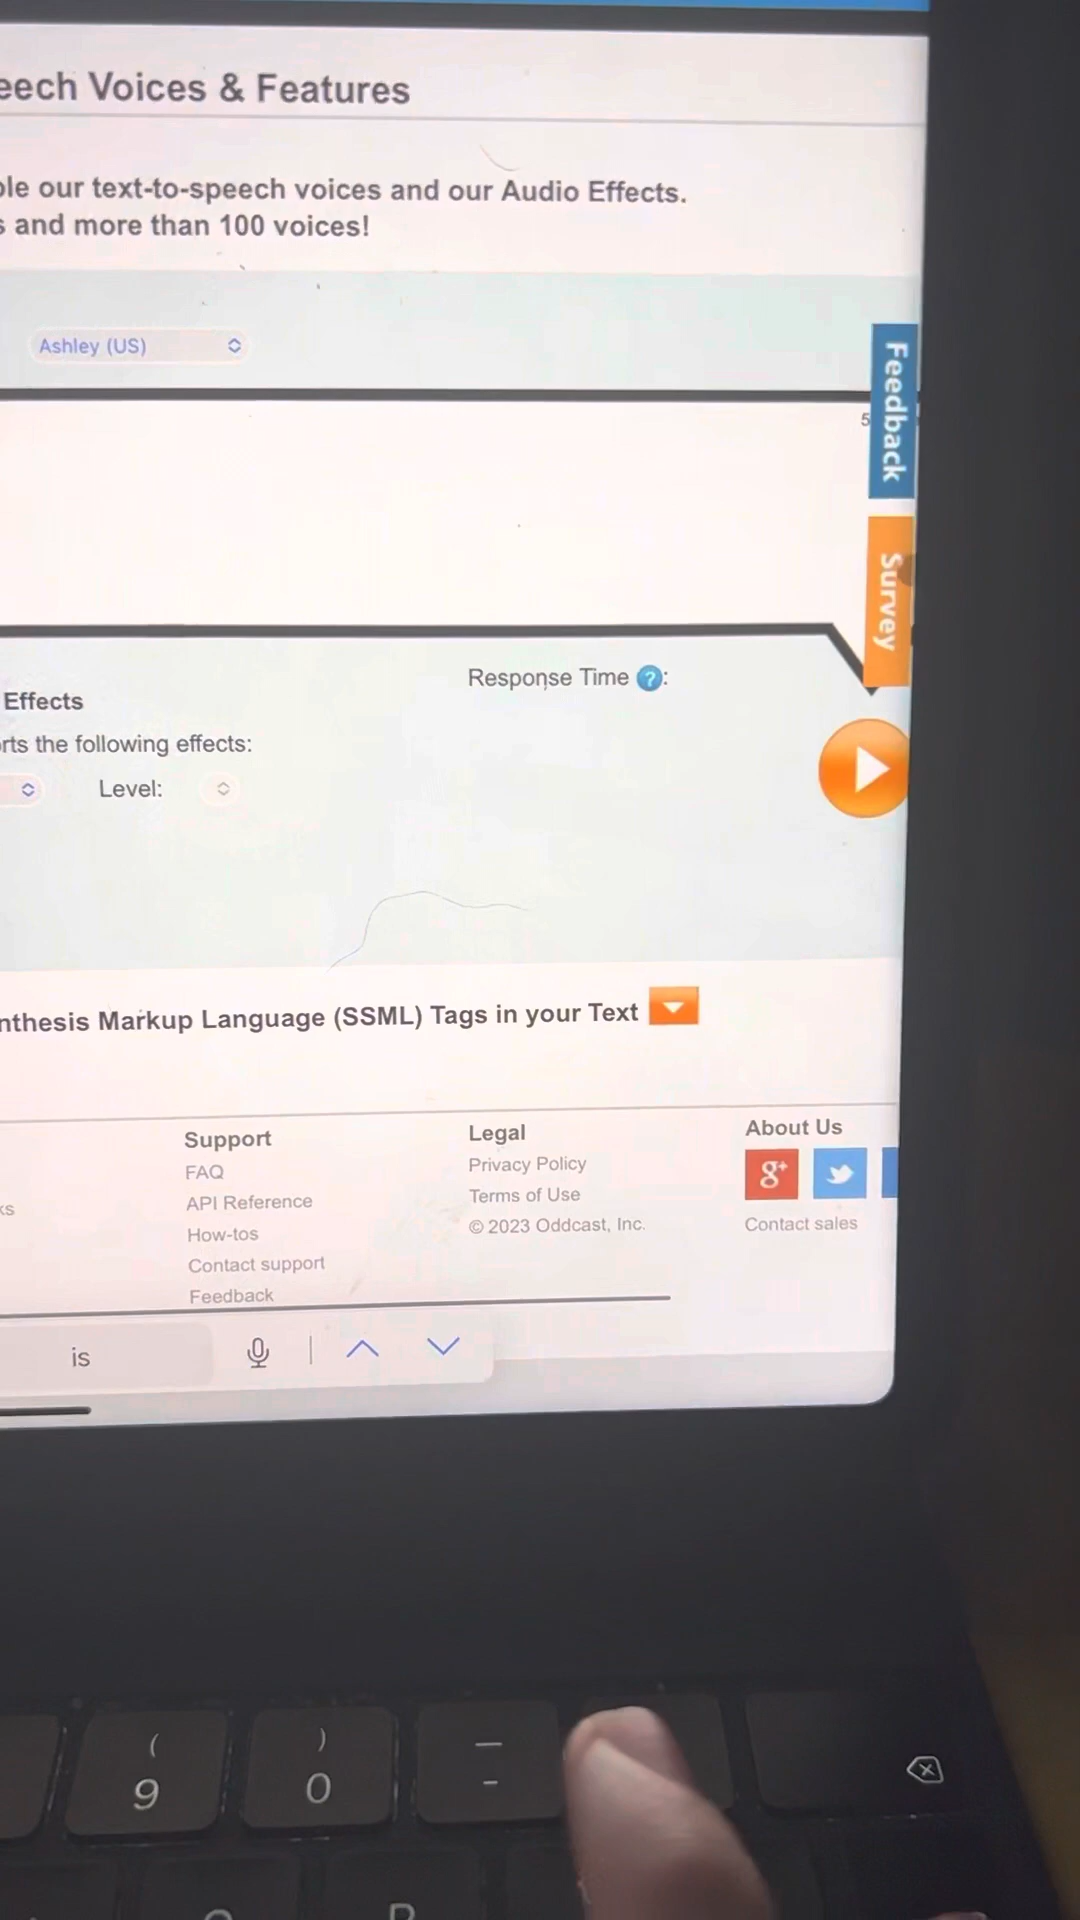 eech Voices & Features
ole our text-to-speech voices and our Audio Effects.
s and more than 100 voices!
Ashley (US)
Feedback
5
Survey
Response Time ?:
Effects
rts the following effects:
Level:
nthesis Markup Language (SSML) Tags in your Text
Support
FAQ
API Reference
How-tos
Contact support
Feedback
Legal
Privacy Policy
Terms of Use
© 2023 Oddcast, Inc.
About Us
g+
Contact sales
ks
is
(
9
)
0
—
-